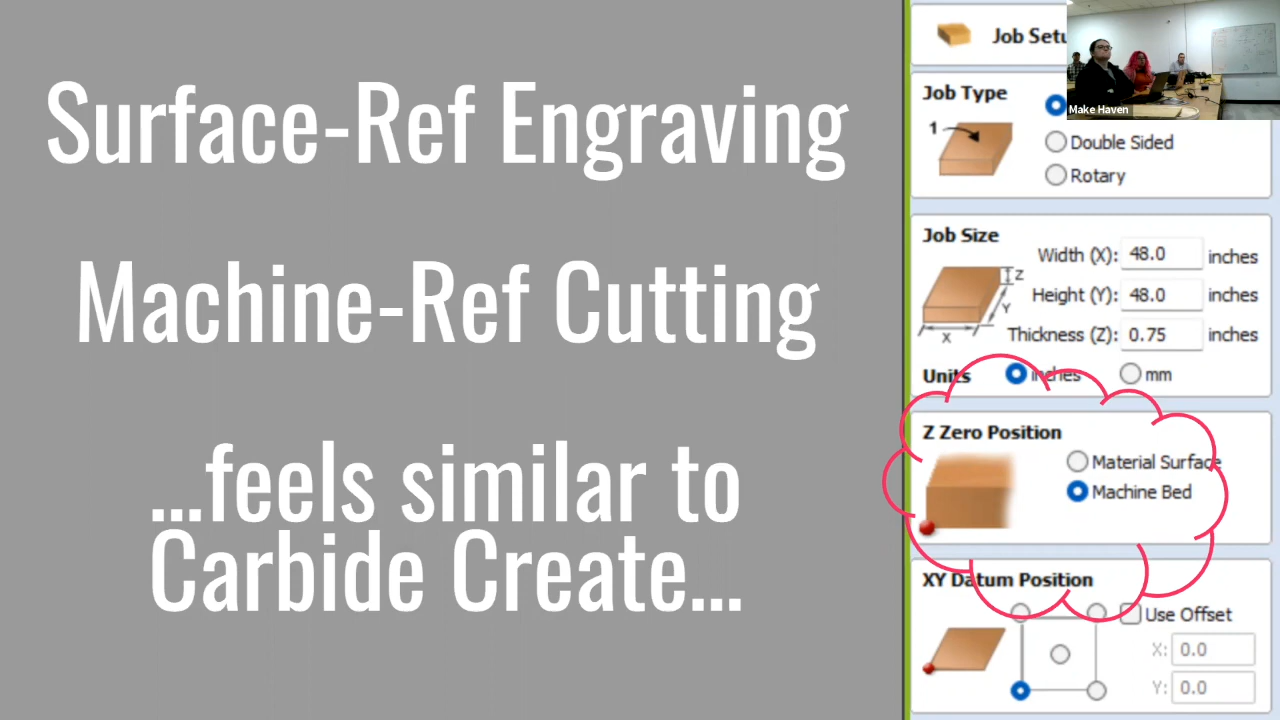 Surface-Ref Engraving
Machine-Ref Cutting
...feels similar to
Carbide Create...
Job Setu
Make Haven
Job Type
1
Double Sided
Rotary
Job Size
Width (X): 48.0 inches
Z
Height (Y): 48.0 inches
Y
Thickness (Z): 0.75 inches
X
Units inches mm
Z Zero Position
Material Surface
Machine Bed
XY Datum Position
Use Offset
X: 0.0
Y: 0.0